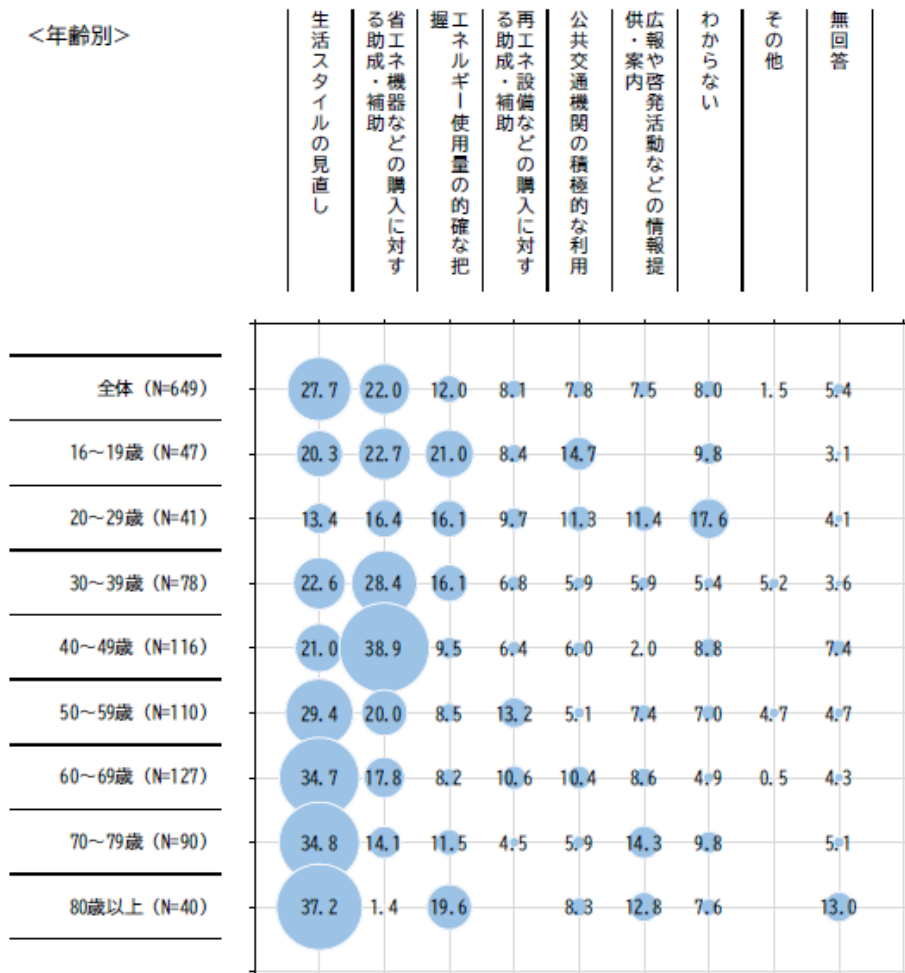 <年齢別>
生活スタイルの見直し
省エネ機器などの購入に対す
る助成・補助
エネルギー使用量の的確な把
握
再エネ設備などの購入に対す
る助成・補助
公共交通機関の積極的な利用
広報や啓発活動などの情報提
供・案内
わからない
その他
無回答
全体（N=649） 27.7 22.0 12.0 8.1 7.8 7.5 8.0 1.5 5.4
16～19歳（N=47） 20.3 22.7 21.0 8.4 14.7 9.8 3.1
20～29歳（N=41） 13.4 16.4 16.1 9.7 11.3 11.4 17.6 4.1
30～39歳（N=78） 22.6 28.4 16.1 6.8 5.9 5.9 5.4 5.2 3.6
40～49歳（N=116） 21.0 38.9 9.5 6.4 6.0 2.0 8.8 7.4
50～59歳（N=110） 29.4 20.0 8.5 13.2 5.1 7.4 7.0 4.7 4.7
60～69歳（N=127） 34.7 17.8 8.2 10.6 10.4 8.6 4.9 0.5 4.3
70～79歳（N=90） 34.8 14.1 11.5 4.5 5.9 14.3 9.8 5.1
80歳以上（N=40） 37.2 1.4 19.6 8.3 12.8 7.6 13.0